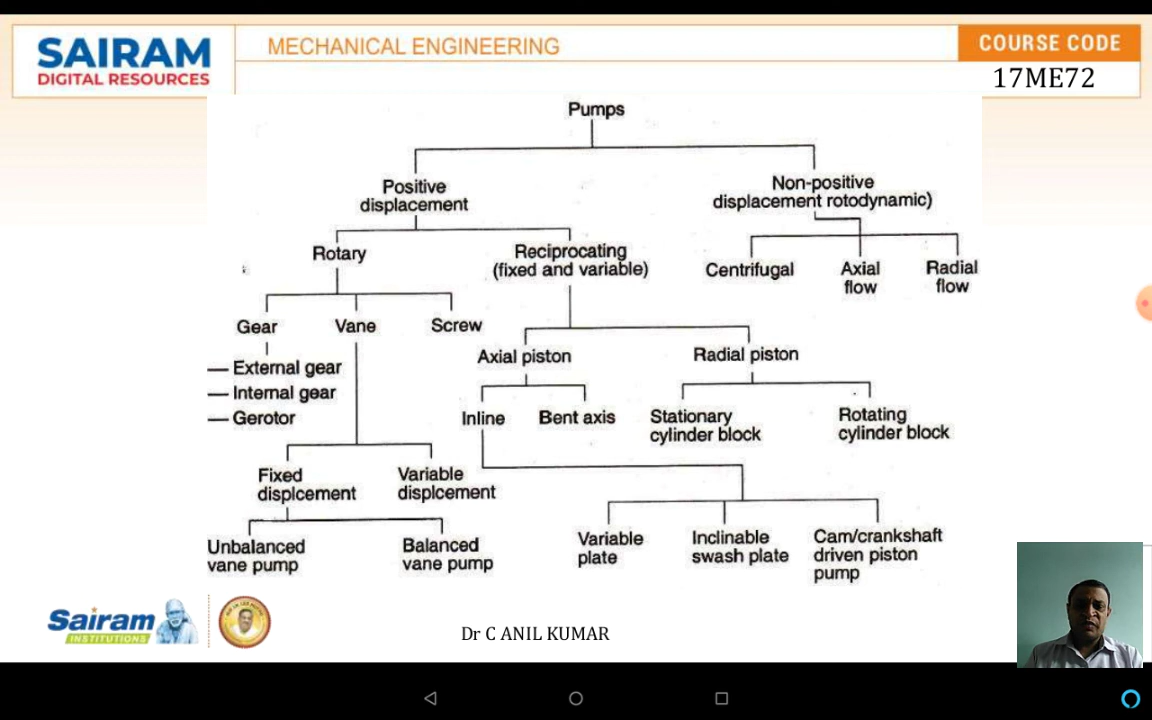 SAIRAM
DIGITAL RESOURCES
MECHANICAL ENGINEERING
COURSE CODE
17ME72
Pumps
Positive
displacement
Non-positive
displacement rotodynamic)
Rotary
Reciprocating
(fixed and variable)
Centrifugal
Axial
flow
Radial
flow
Gear
Vane
Screw
— External gear
— Internal gear
— Gerotor
Axial piston
Radial piston
Inline
Bent axis
Stationary
cylinder block
Rotating
cylinder block
Fixed
displcement
Variable
displcement
Unbalanced
vane pump
Balanced
vane pump
Variable
plate
Inclinable
swash plate
Cam/crankshaft
driven piston
pump
Sairam
INSTITUTIONS
Dr C ANIL KUMAR